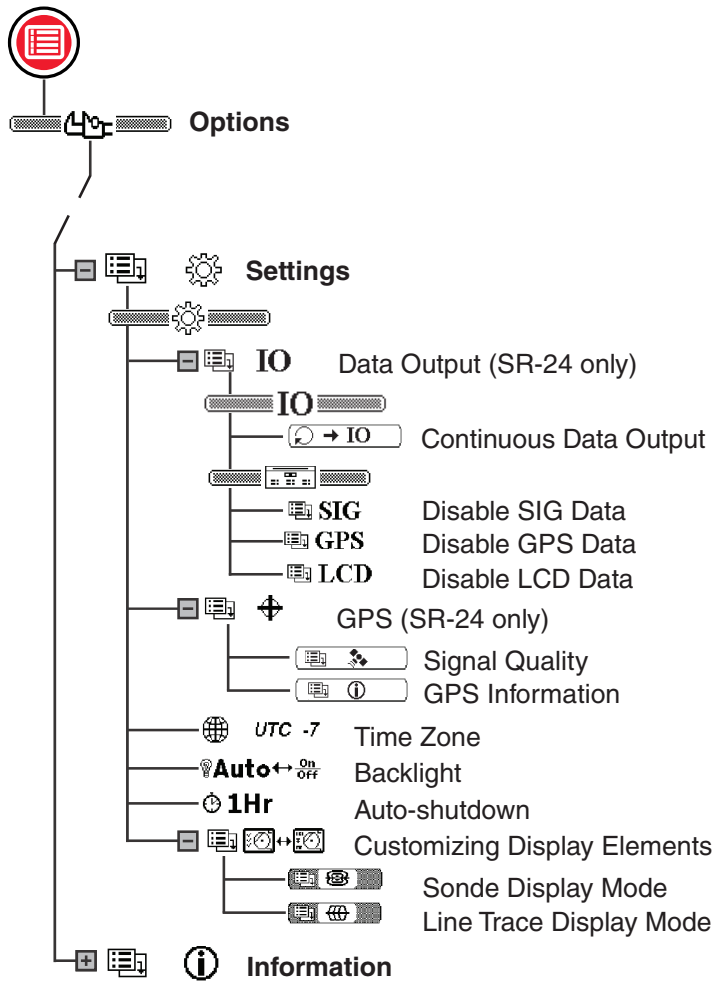 Options
Settings
IO Data Output (SR-24 only)
IO
IO Continuous Data Output
SIG Disable SIG Data
GPS Disable GPS Data
LCD Disable LCD Data
GPS (SR-24 only)
Signal Quality
GPS Information
UTC -7 Time Zone
Auto On Off Backlight
1Hr Auto-shutdown
Customizing Display Elements
Sonde Display Mode
Line Trace Display Mode
Information